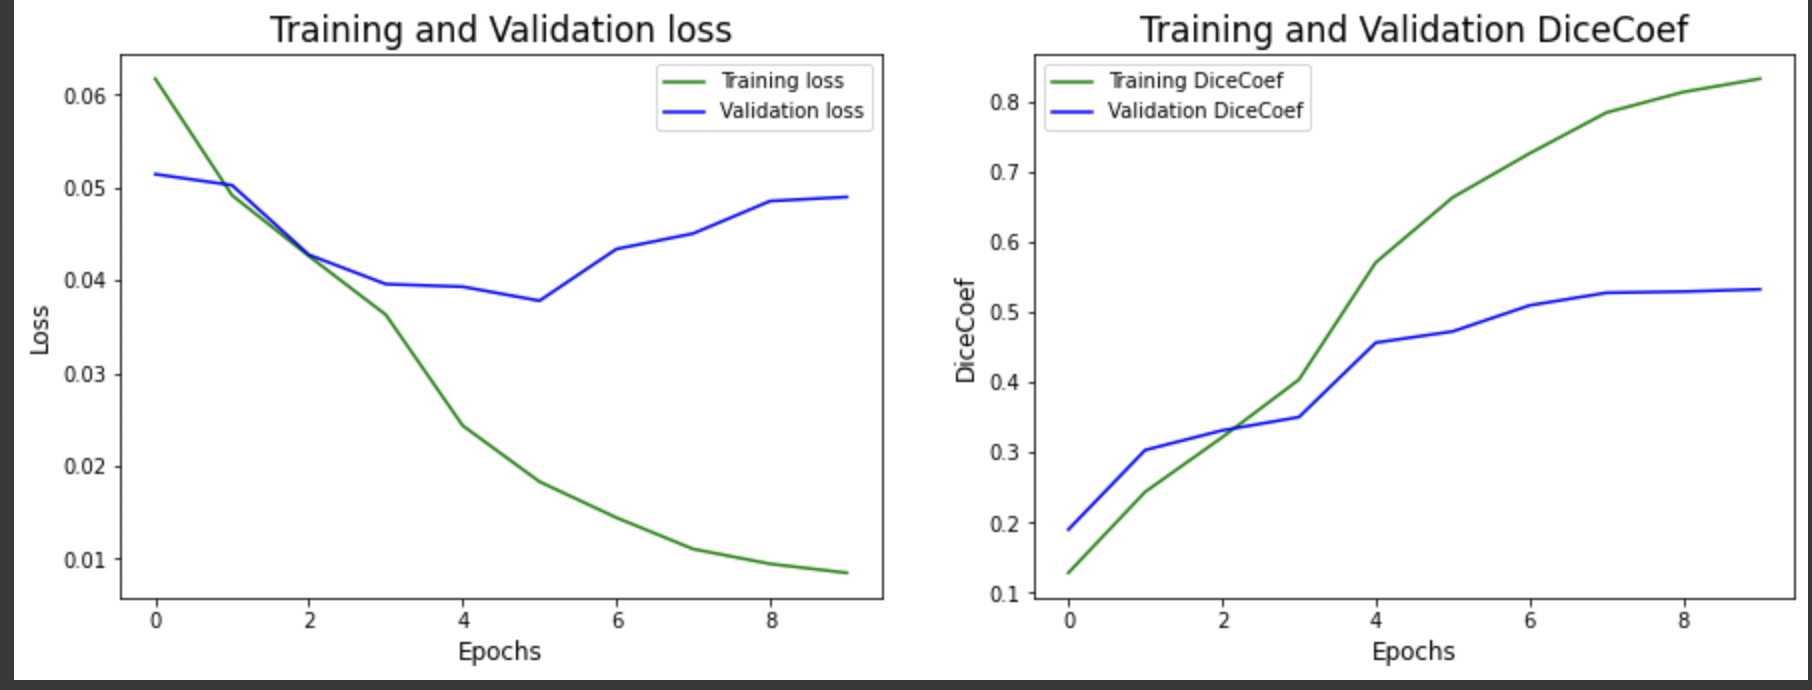 Training and Validation loss
Training loss
Validation loss
0.06
0.05
0.04
0.03
0.02
0.01
Loss
0 2 4 6 8
Epochs
Training and Validation DiceCoef
Training DiceCoef
Validation DiceCoef
0.8
0.7
0.6
0.5
0.4
0.3
0.2
0.1
DiceCoef
0 2 4 6 8
Epochs